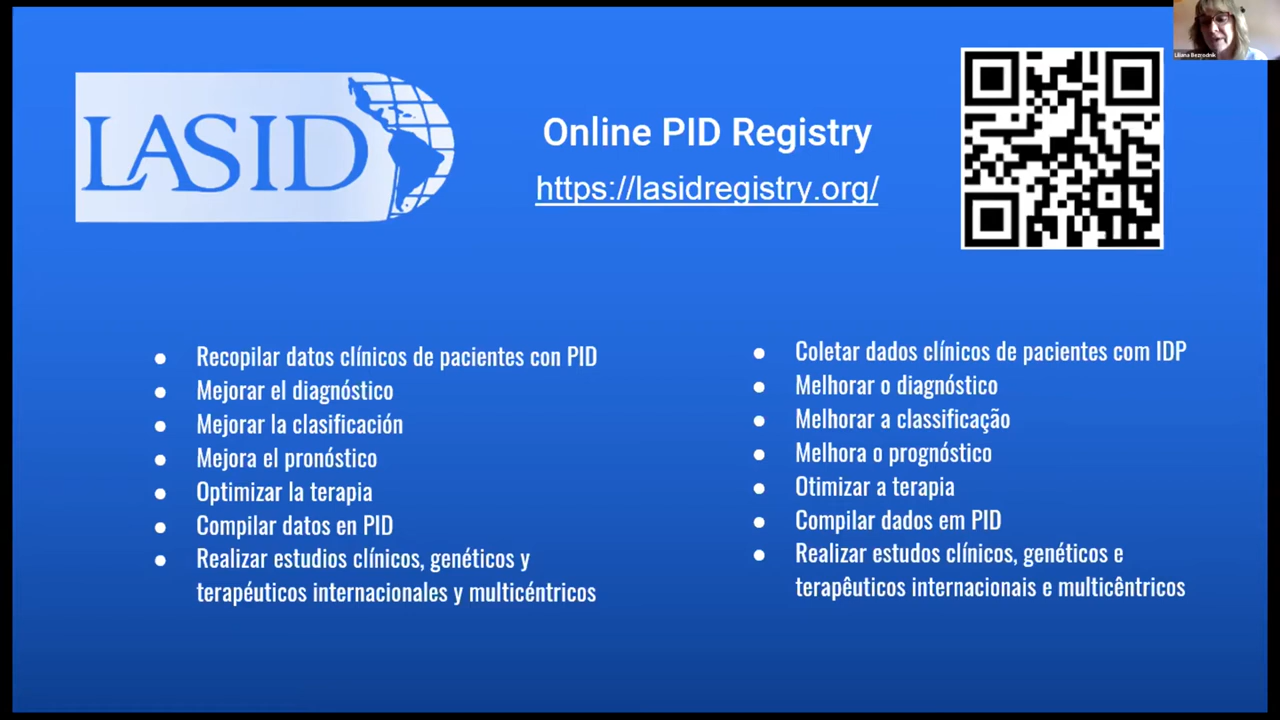 Liliana Bezrodnik
LASID
Online PID Registry
https://lasidregistry.org/
● Recopilar datos clínicos de pacientes con PID
● Mejorar el diagnóstico
● Mejorar la clasificación
● Mejora el pronóstico
● Optimizar la terapia
● Compilar datos en PID
● Realizar estudios clínicos, genéticos y
terapéuticos internacionales y multicéntricos
● Coletar dados clínicos de pacientes com IDP
● Melhorar o diagnóstico
● Melhorar a classificação
● Melhora o prognóstico
● Otimizar a terapia
● Compilar dados em PID
● Realizar estudos clínicos, genéticos e
terapêuticos internacionais e multicêntricos